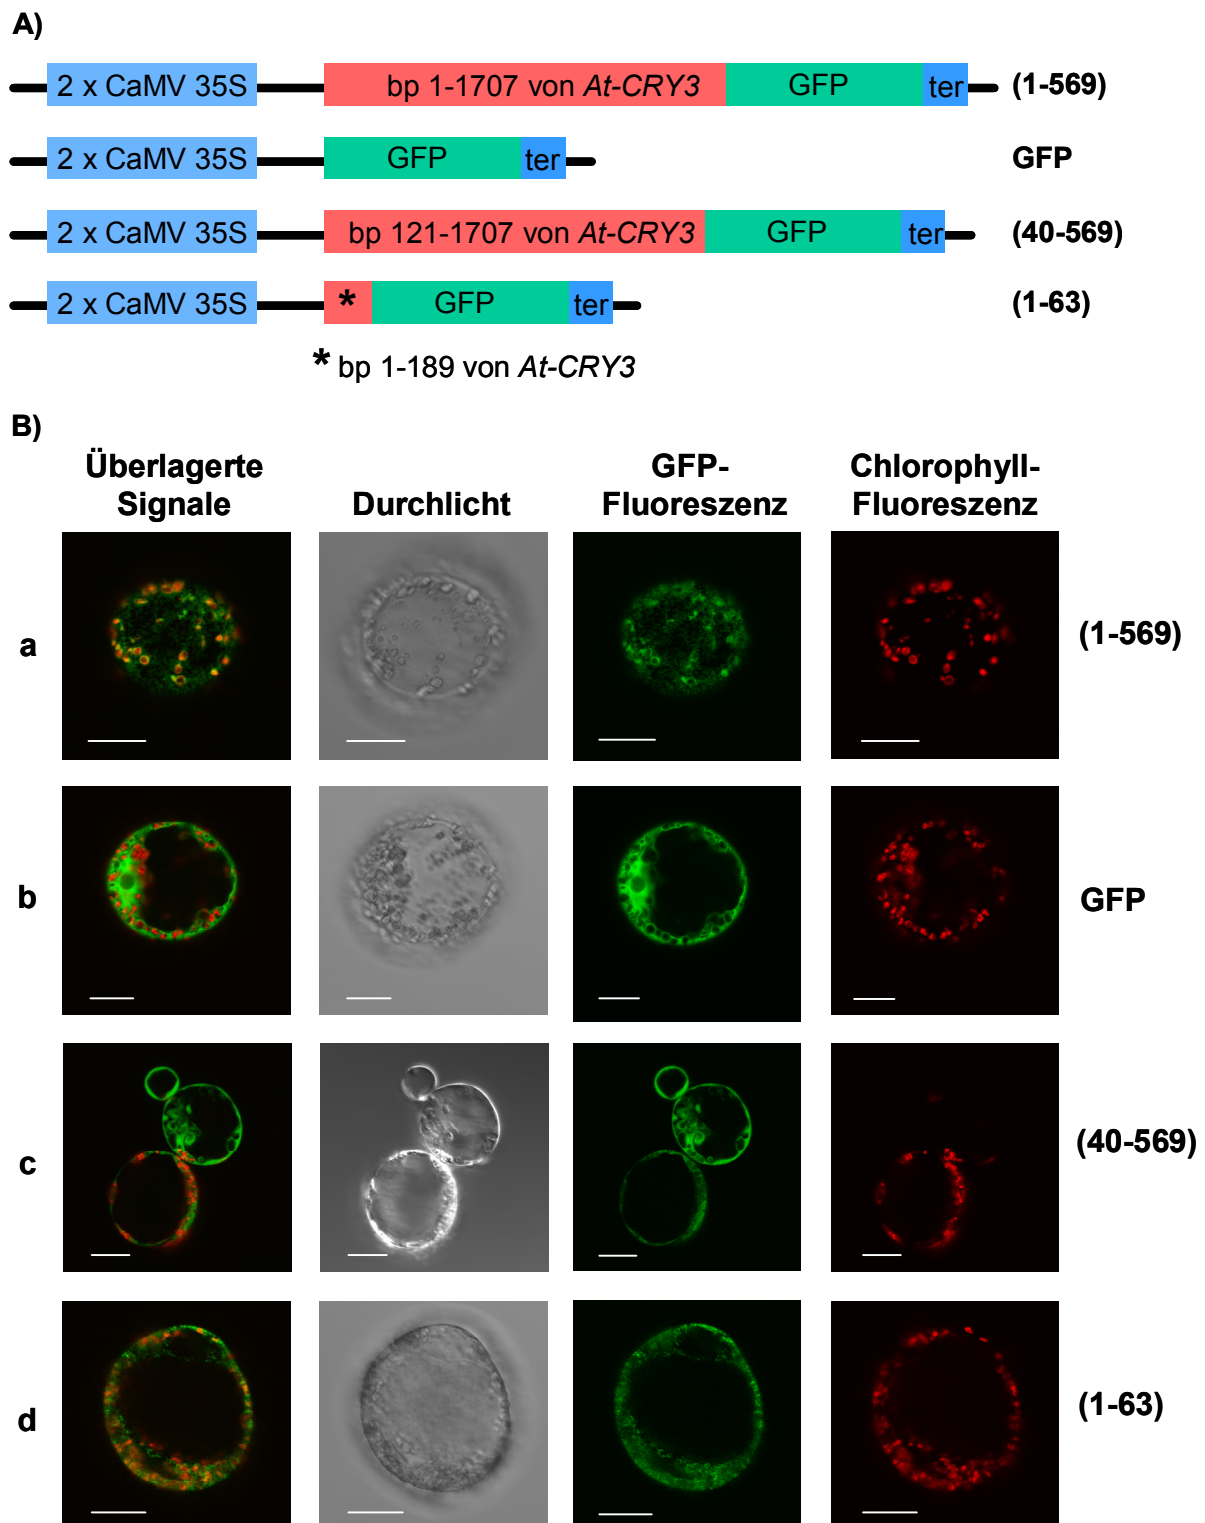 A)
2 x CaMV 35S bp 1-1707 von At-CRY3 GFP ter (1-569)
2 x CaMV 35S GFP ter GFP
2 x CaMV 35S bp 121-1707 von At-CRY3 GFP ter (40-569)
2 x CaMV 35S * GFP ter (1-63)
* bp 1-189 von At-CRY3
B)
Überlagerte Signale Durchlicht GFP-Fluoreszenz Chlorophyll-Fluoreszenz
a (1-569)
b GFP
c (40-569)
d (1-63)